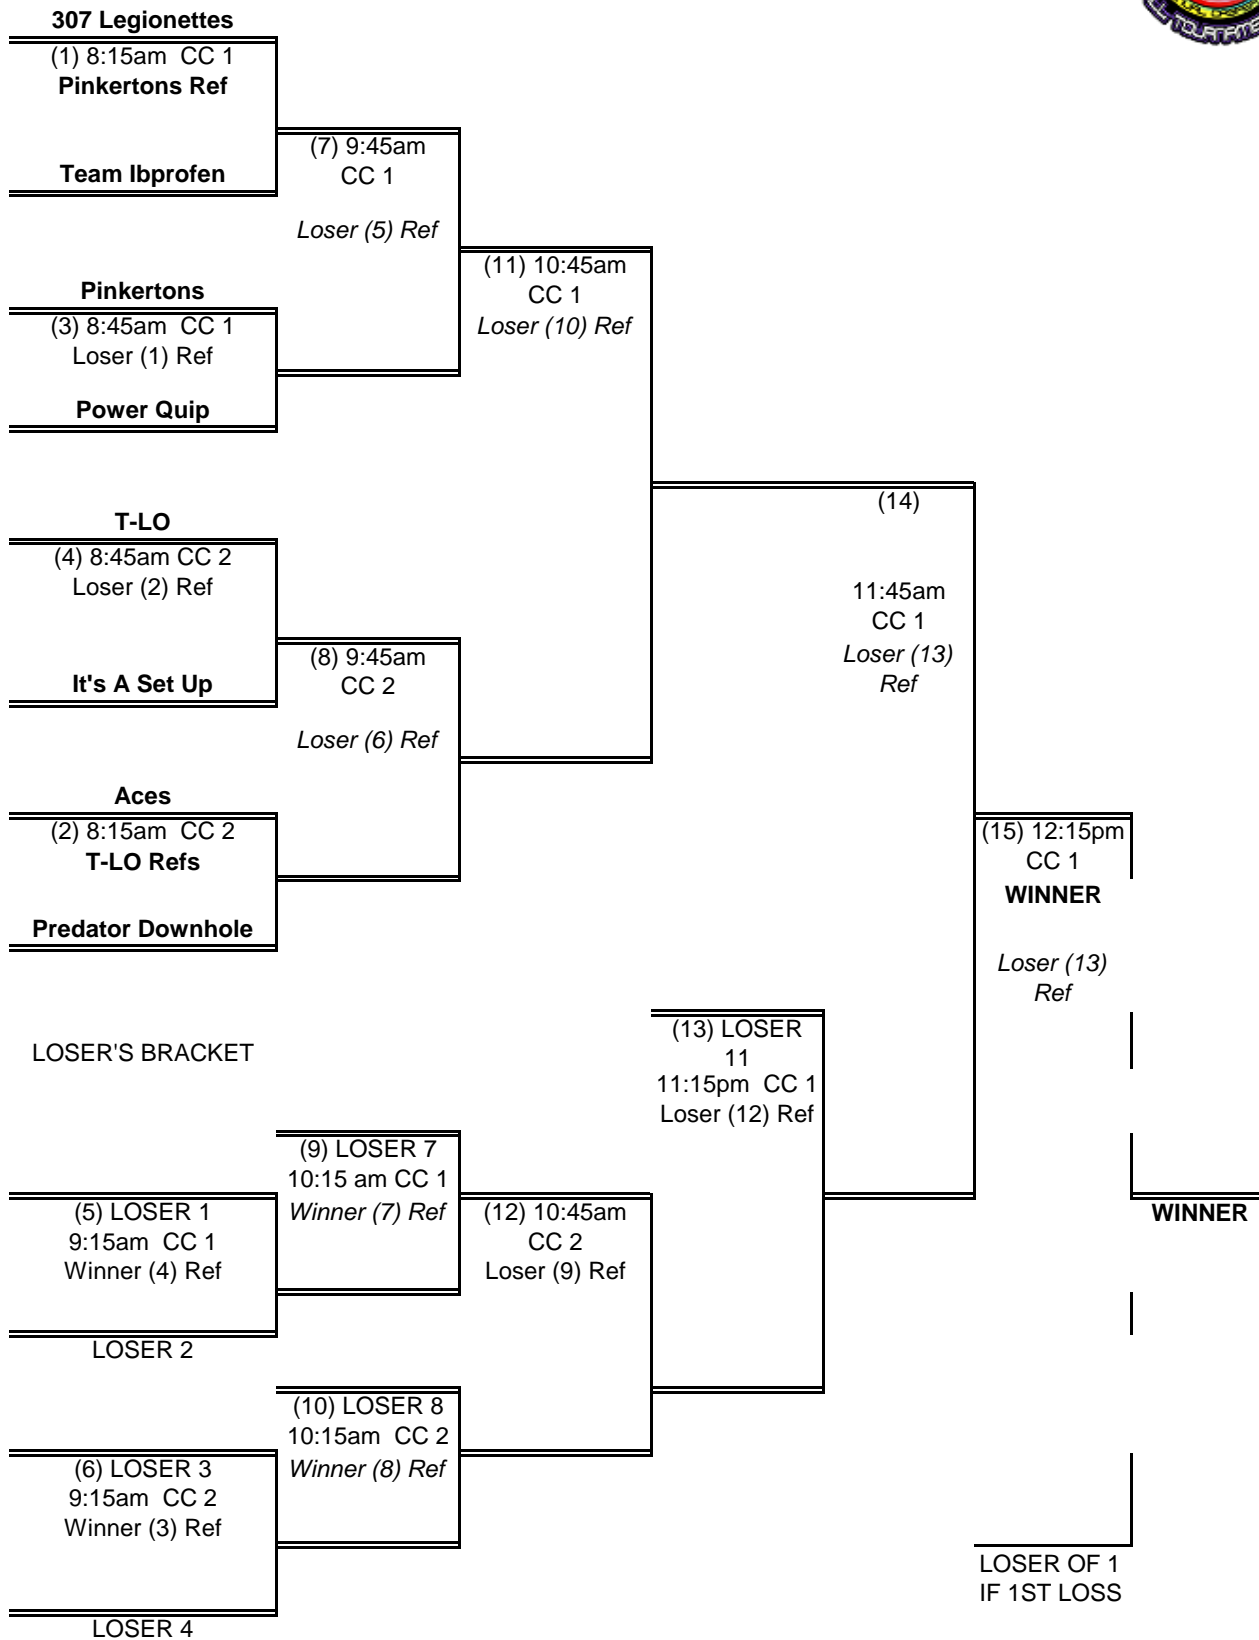 307 Legionettes
(1) 8:15am CC 1
Pinkertons Ref
Team Ibprofen
(7) 9:45am
CC 1
Loser (5) Ref
Pinkertons
(3) 8:45am CC 1
Loser (1) Ref
Power Quip
(11) 10:45am
CC 1
Loser (10) Ref
T-LO
(4) 8:45am CC 2
Loser (2) Ref
It's A Set Up
(8) 9:45am
CC 2
Loser (6) Ref
Aces
(2) 8:15am CC 2
T-LO Refs
Predator Downhole
(14)
11:45am
CC 1
Loser (13)
Ref
(15) 12:15pm
CC 1
WINNER
Loser (13)
Ref
LOSER'S BRACKET
(13) LOSER
11
11:15pm CC 1
Loser (12) Ref
(9) LOSER 7
10:15 am CC 1
Winner (7) Ref
(5) LOSER 1
9:15am CC 1
Winner (4) Ref
LOSER 2
(12) 10:45am
CC 2
Loser (9) Ref
WINNER
(10) LOSER 8
10:15am CC 2
Winner (8) Ref
(6) LOSER 3
9:15am CC 2
Winner (3) Ref
LOSER 4
LOSER OF 1
IF 1ST LOSS